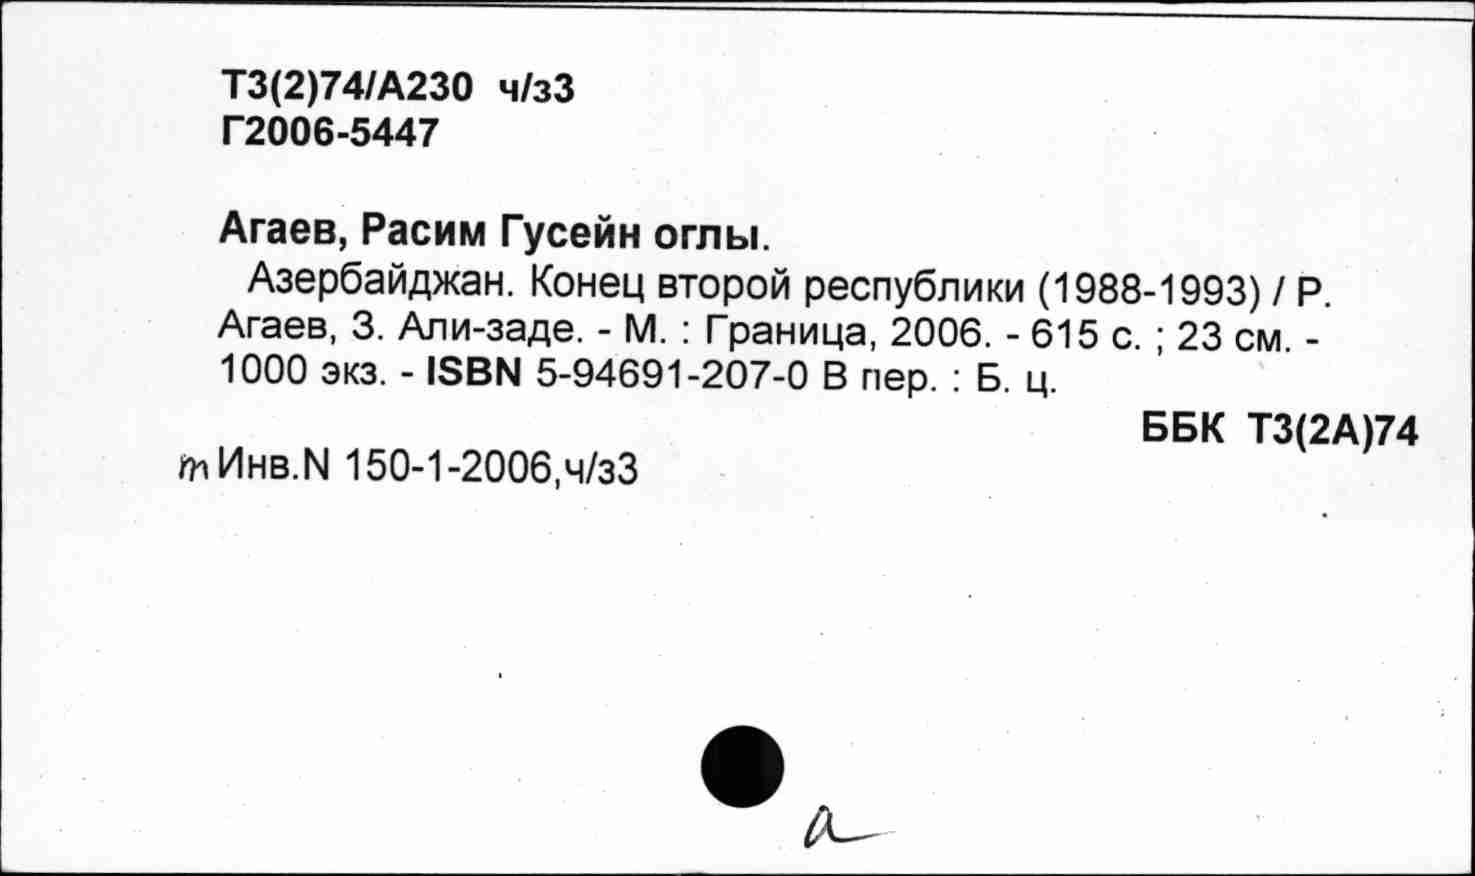 Т3(2)74/А230 ч/з3
Г2006-5447
Агаев, Расим Гусейн оглы.
Азербайджан. Конец второй республики (1988-1993) / Р.
Агаев, З. Али-заде. - М. : Граница, 2006. - 615 с. ; 23 см. -
1000 экз. - ISBN 5-94691-207-0 В пер. : Б. ц.
ББК Т3(2А)74
т Инв.N 150-1-2006,ч/з3
а